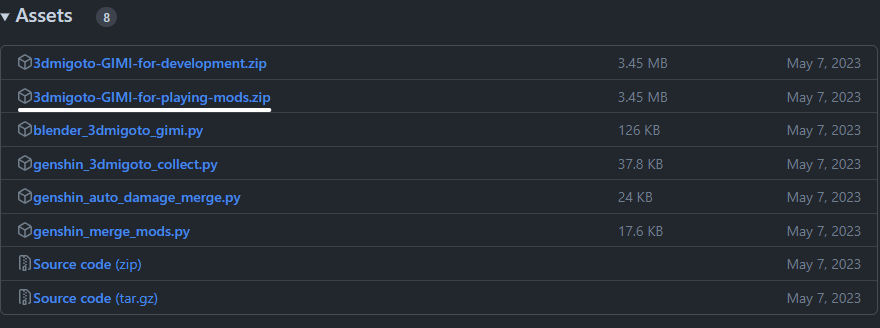 Assets 8
3dmigoto-GIMI-for-development.zip 3.45 MB May 7, 2023
3dmigoto-GIMI-for-playing-mods.zip 3.45 MB May 7, 2023
blender_3dmigoto_gimi.py 126 KB May 7, 2023
genshin_3dmigoto_collect.py 37.8 KB May 7, 2023
genshin_auto_damage_merge.py 24 KB May 7, 2023
genshin_merge_mods.py 17.6 KB May 7, 2023
Source code (zip) May 7, 2023
Source code (tar.gz) May 7, 2023